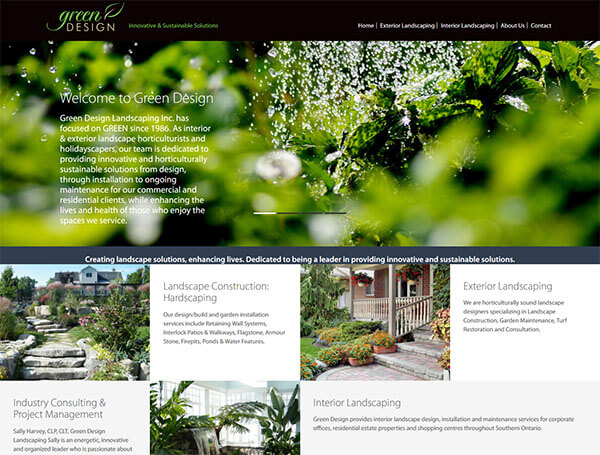 green
DESIGN
Innovative & Sustainable Solutions
Home | Exterior Landscaping | Interior Landscaping | About Us | Contact
Welcome to Green Design
Green Design Landscaping Inc. has
focused on GREEN since 1986. As interior
& exterior landscape horticulturists and
holidayscapers, our team is dedicated to
providing innovative and horticulturally
sustainable solutions from design,
through installation to ongoing
maintenance for our commercial and
residential clients, while enhancing the
lives and health of those who enjoy the
spaces we service.
Creating landscape solutions, enhancing lives. Dedicated to being a leader in providing innovative and sustainable solutions.
Landscape Construction:
Hardscaping
Our design/build and garden installation
services include Retaining Wall Systems,
Interlock Patios & Walkways, Flagstone, Armour
Stone, Firepits, Ponds & Water Features.
Exterior Landscaping
We are horticulturally sound landscape
designers specializing in Landscape
Construction, Garden Maintenance, Turf
Restoration and Consultation.
Industry Consulting &
Project Management
Sally Harvey, CLP, CLT, Green Design
Landscaping Sally is an energetic, innovative
and organized leader who is passionate about
Interior Landscaping
Green Design provides interior landscape design, installation and maintenance services for corporate
offices, residential estate properties and shopping centres throughout Southern Ontario.